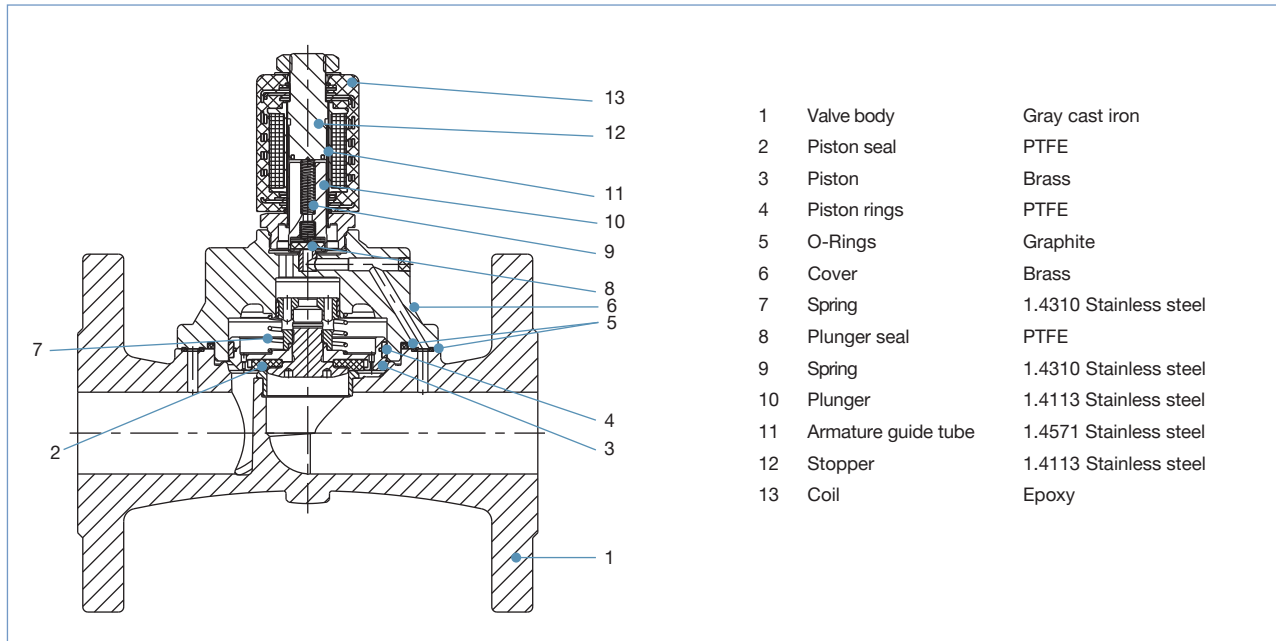 13
12
11
10
9
8
6
5
7
4
2
3
1
1 Valve body Gray cast iron
2 Piston seal PTFE
3 Piston Brass
4 Piston rings PTFE
5 O-Rings Graphite
6 Cover Brass
7 Spring 1.4310 Stainless steel
8 Plunger seal PTFE
9 Spring 1.4310 Stainless steel
10 Plunger 1.4113 Stainless steel
11 Armature guide tube 1.4571 Stainless steel
12 Stopper 1.4113 Stainless steel
13 Coil Epoxy